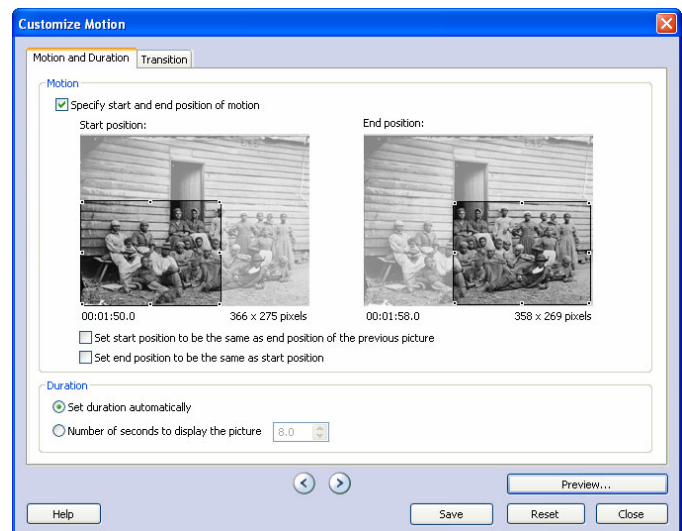 Customize Motion
Motion and Duration Transition
Motion
Specify start and end position of motion
Start position: End position:
00:01:50.0 366 x 275 pixels 00:01:58.0 358 x 269 pixels
Set start position to be the same as end position of the previous picture
Set end position to be the same as start position
Duration
Set duration automatically
Number of seconds to display the picture 8.0
Preview...
Help Save Reset Close